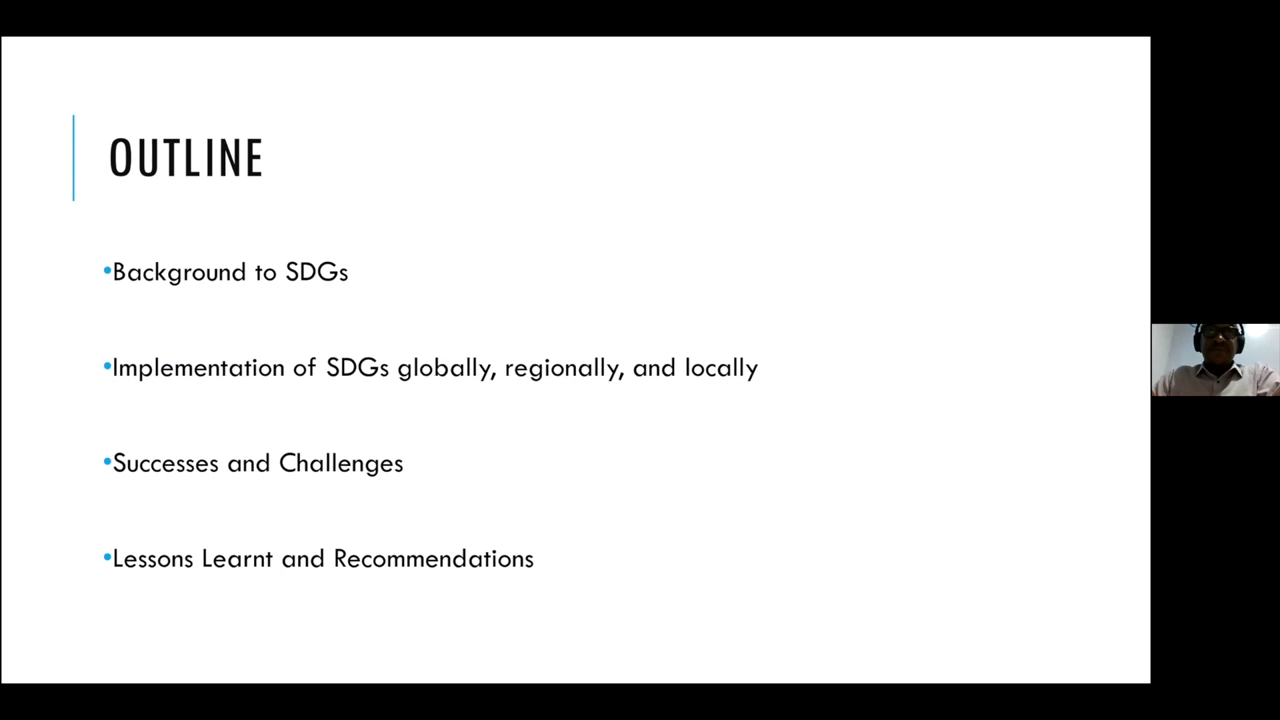 OUTLINE
•Background to SDGs
•Implementation of SDGs globally, regionally, and locally
•Successes and Challenges
•Lessons Learnt and Recommendations